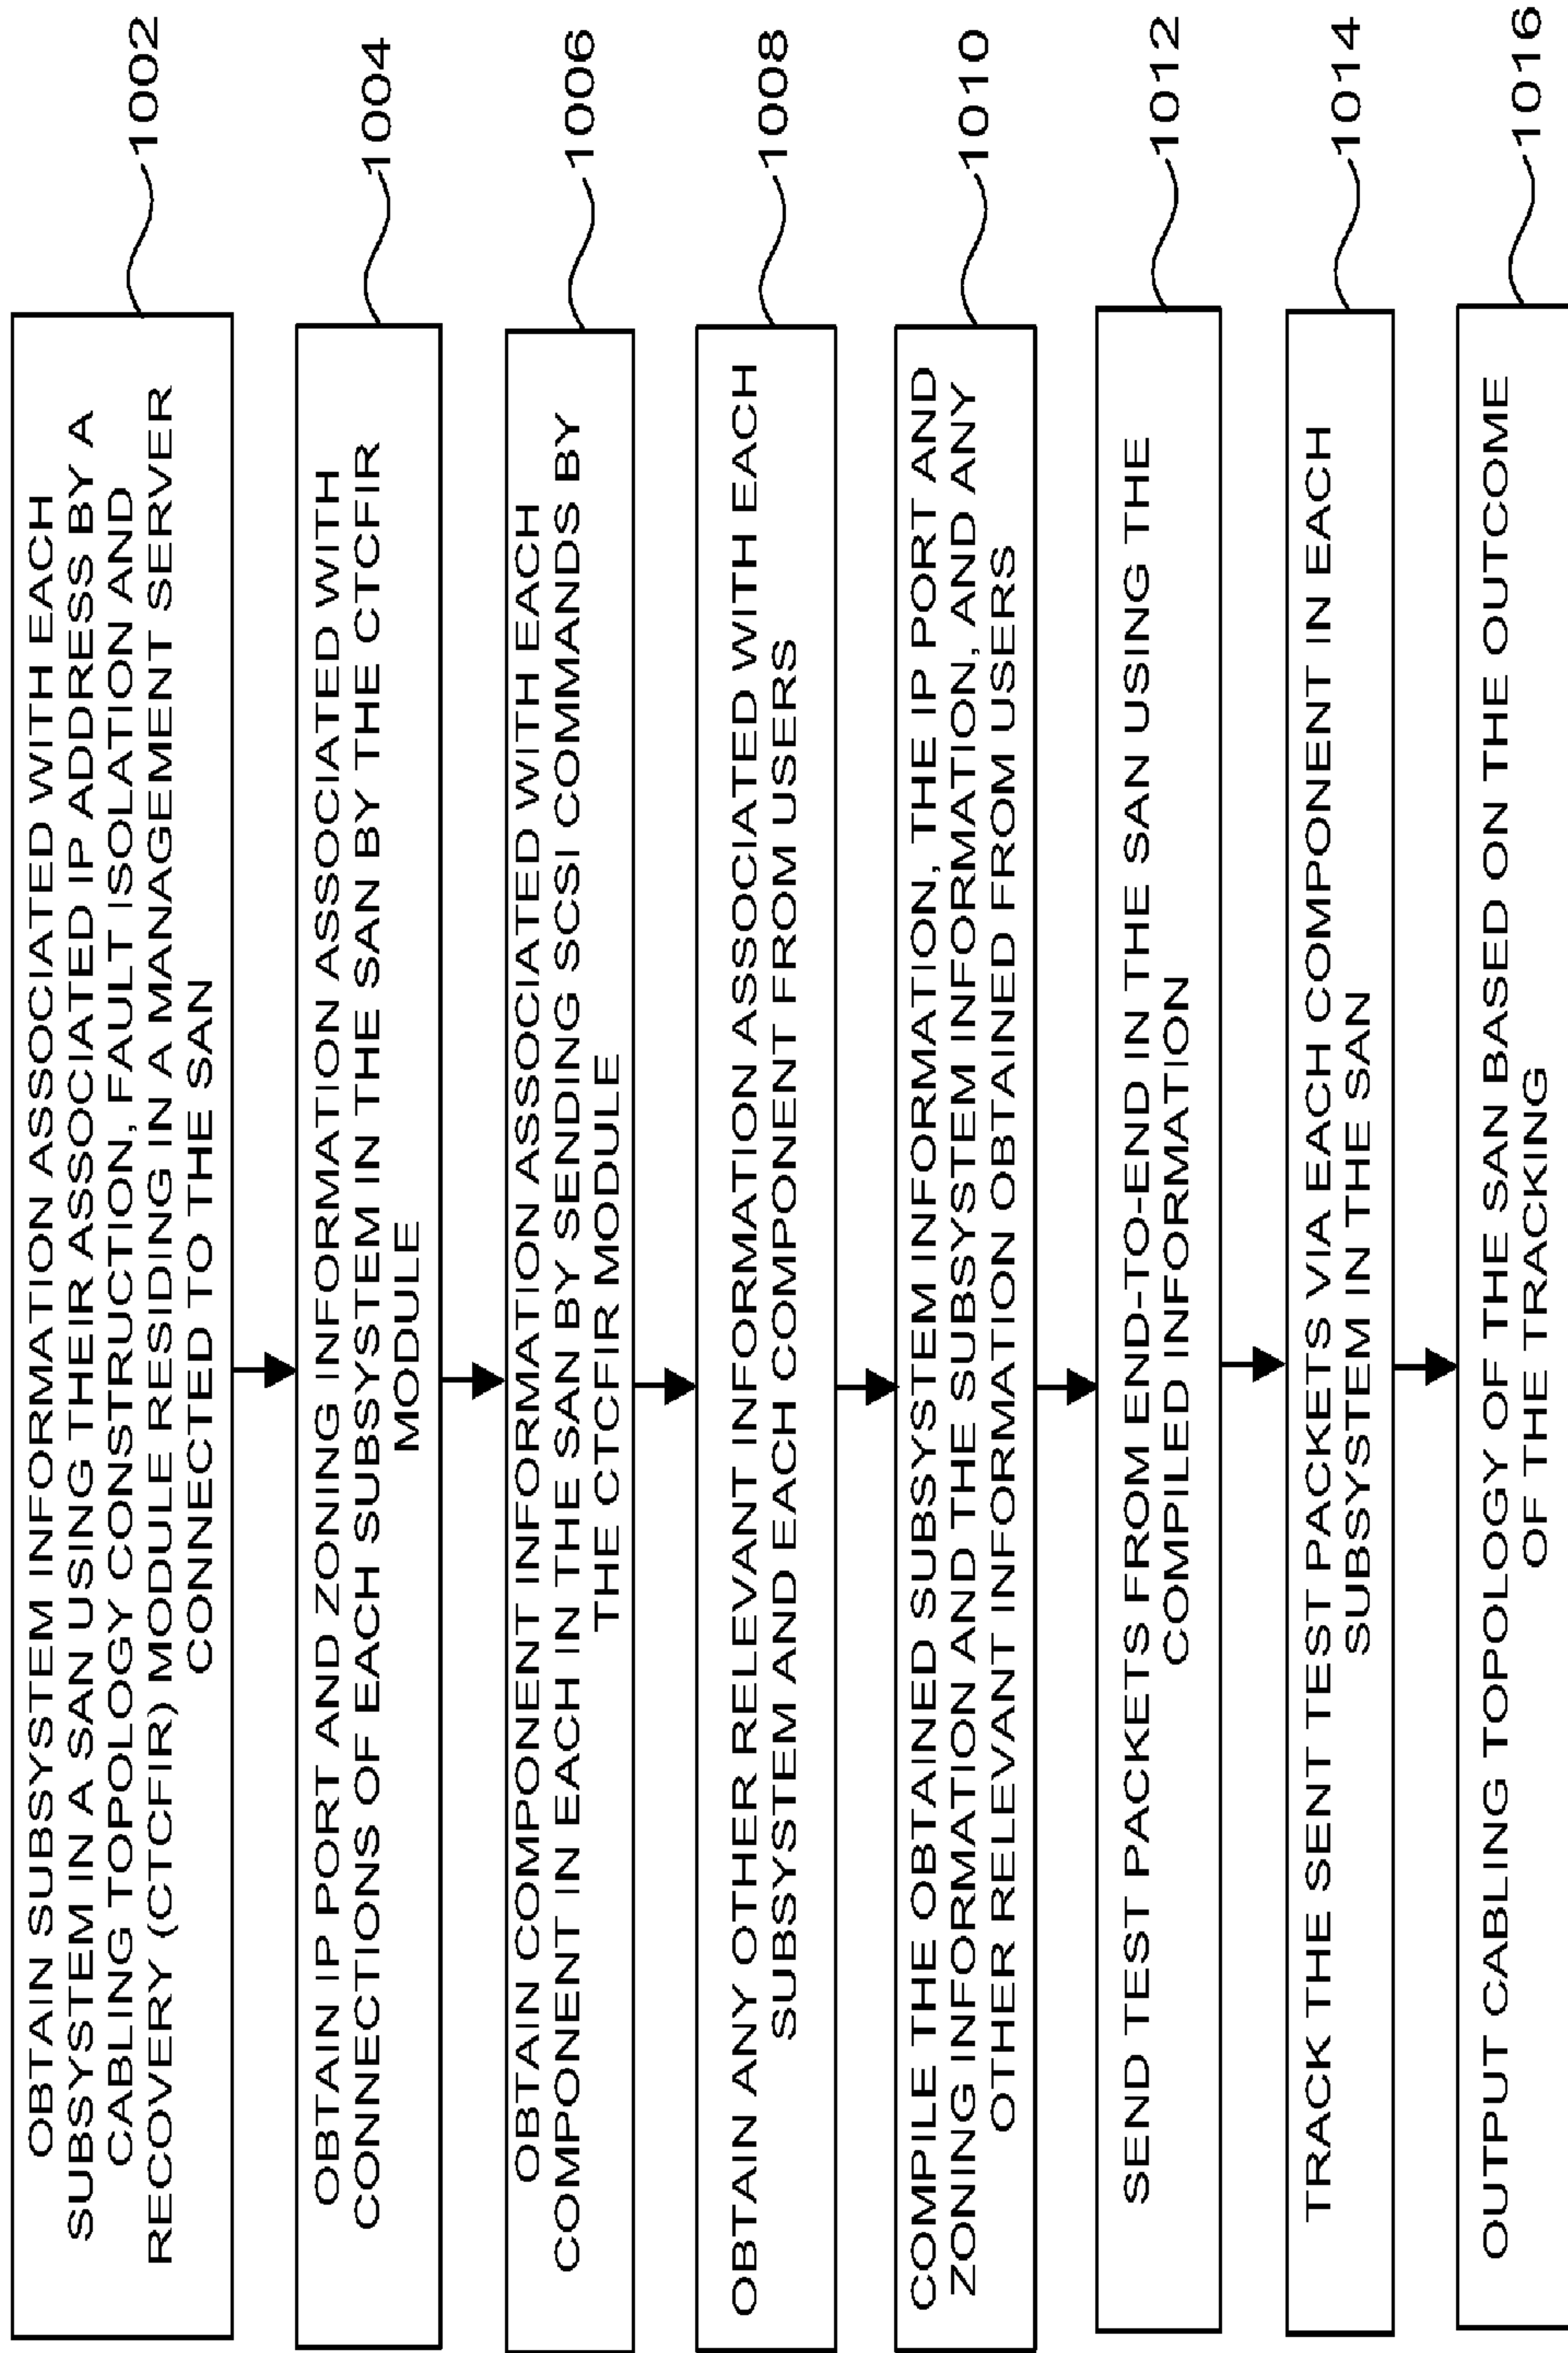 OBTAIN SUBSYSTEM INFORMATION ASSOCIATED WITH EACH
SUBSYSTEM IN A SAN USING THEIR ASSOCIATED IP ADDRESS BY A
CABLING TOPOLOGY CONSTRUCTION, FAULT ISOLATION AND
RECOVERY (CTCFIR) MODULE RESIDING IN A MANAGEMENT SERVER
CONNECTED TO THE SAN
1002
OBTAIN IP PORT AND ZONING INFORMATION ASSOCIATED WITH
CONNECTIONS OF EACH SUBSYSTEM IN THE SAN BY THE CTCFIR
MODULE
1004
OBTAIN COMPONENT INFORMATION ASSOCIATED WITH EACH
COMPONENT IN EACH IN THE SAN BY SENDING SCSI COMMANDS BY
THE CTCFIR MODULE
1006
OBTAIN ANY OTHER RELEVANT INFORMATION ASSOCIATED WITH EACH
SUBSYSTEM AND EACH COMPONENT FROM USERS
1008
COMPILE THE OBTAINED SUBSYSTEM INFORMATION, THE IP PORT AND
ZONING INFORMATION AND THE SUBSYSTEM INFORMATION, AND ANY
OTHER RELEVANT INFORMATION OBTAINED FROM USERS
1010
SEND TEST PACKETS FROM END-TO-END IN THE SAN USING THE
COMPILED INFORMATION
1012
TRACK THE SENT TEST PACKETS VIA EACH COMPONENT IN EACH
SUBSYSTEM IN THE SAN
1014
OUTPUT CABLING TOPOLOGY OF THE SAN BASED ON THE OUTCOME
OF THE TRACKING
1016